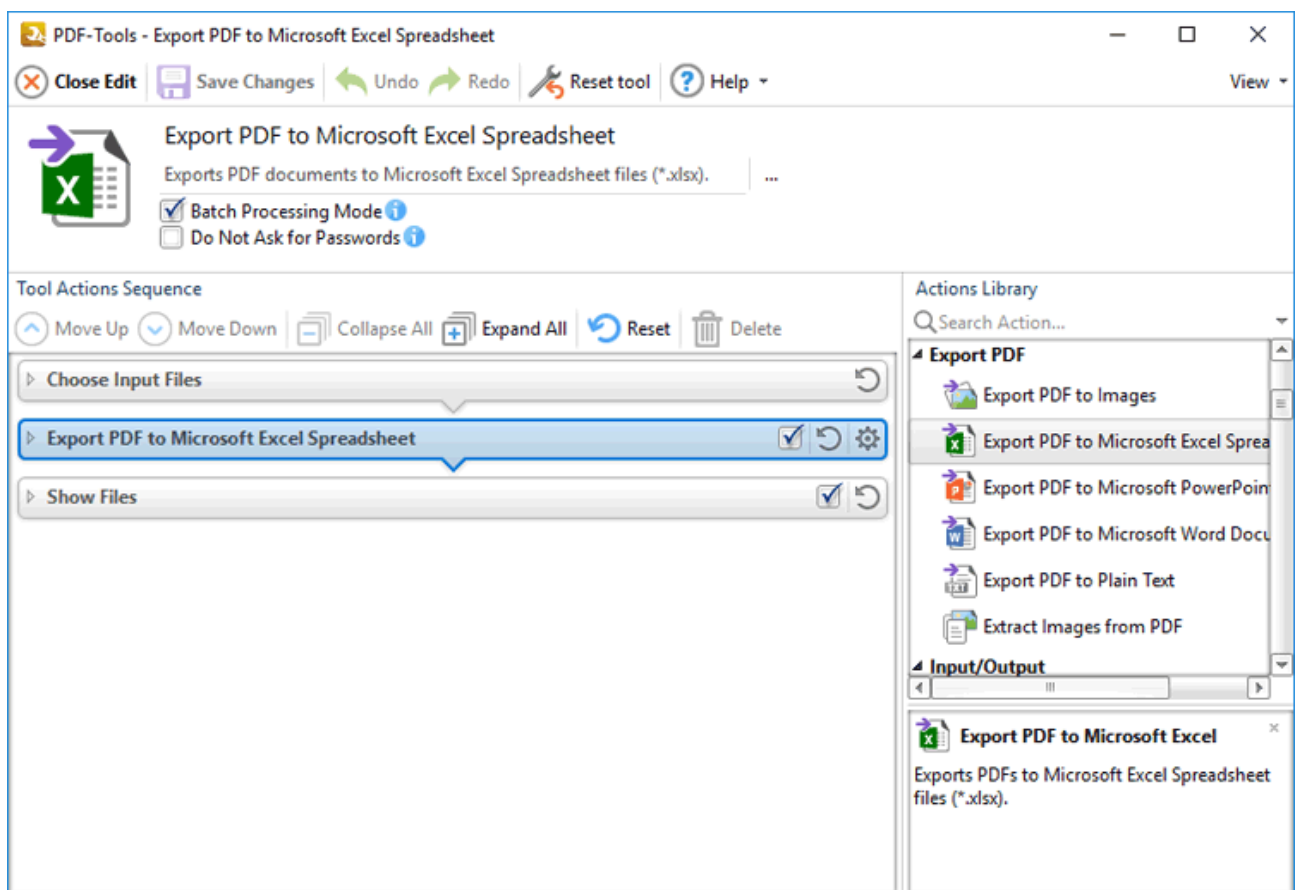 PDF-Tools - Export PDF to Microsoft Excel Spreadsheet
Close Edit Save Changes Undo Redo Reset tool ? Help View
Export PDF to Microsoft Excel Spreadsheet
Exports PDF documents to Microsoft Excel Spreadsheet files (*.xlsx). ...
Batch Processing Mode
Do Not Ask for Passwords
Tool Actions Sequence
Move Up Move Down Collapse All Expand All Reset Delete
Choose Input Files
Export PDF to Microsoft Excel Spreadsheet
Show Files
Actions Library
Search Action...
Export PDF
Export PDF to Images
Export PDF to Microsoft Excel Sprea
Export PDF to Microsoft PowerPoin
Export PDF to Microsoft Word Docu
Export PDF to Plain Text
Extract Images from PDF
Input/Output
Export PDF to Microsoft Excel
Exports PDFs to Microsoft Excel Spreadsheet
files (*.xlsx).